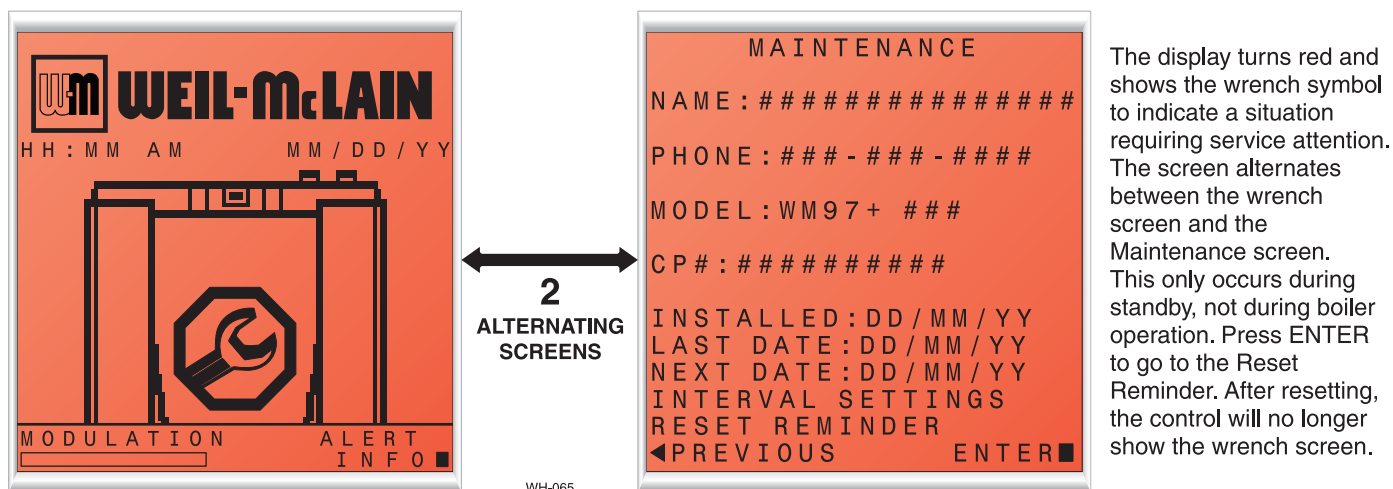 WM WEIL-McLAIN
HH:MM AM MM/DD/YY
MODULATION ALERT
INFO
2
ALTERNATING
SCREENS
WH-065
MAINTENANCE
NAME:###############
PHONE:###-###-####
MODEL:WM97+ ###
CP#:##########
INSTALLED:DD/MM/YY
LAST DATE:DD/MM/YY
NEXT DATE:DD/MM/YY
INTERVAL SETTINGS
RESET REMINDER
◀PREVIOUS ENTER■
The display turns red and
shows the wrench symbol
to indicate a situation
requiring service attention.
The screen alternates
between the wrench
screen and the
Maintenance screen.
This only occurs during
standby, not during boiler
operation. Press ENTER
to go to the Reset
Reminder. After resetting,
the control will no longer
show the wrench screen.